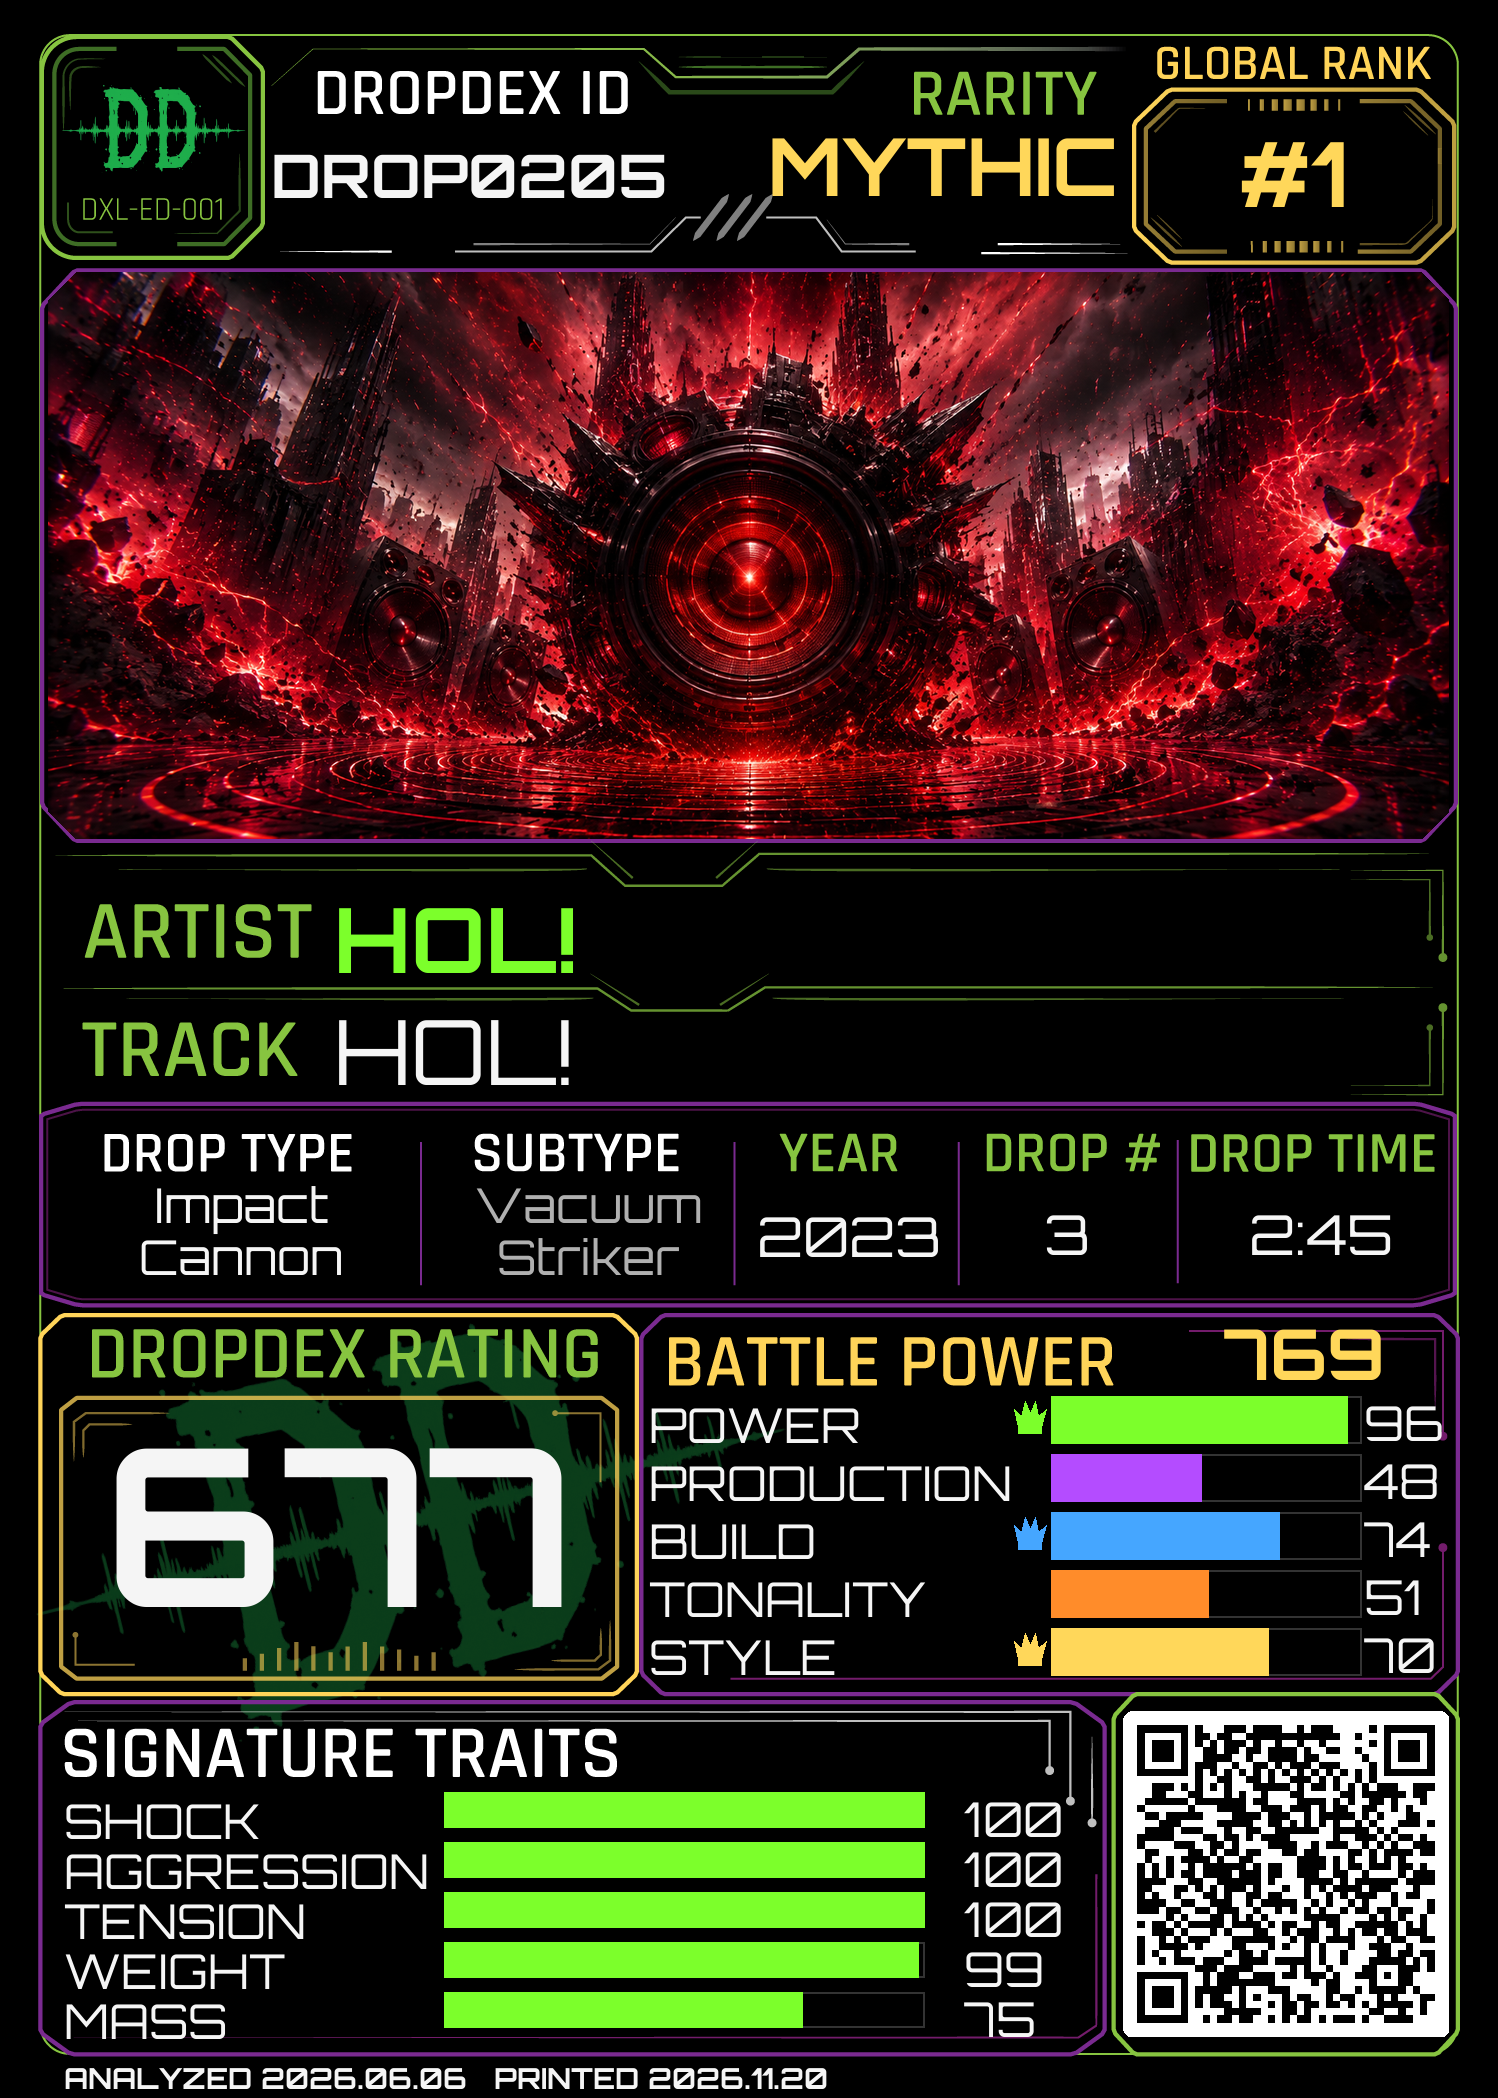 GLOBAL RANK
DROPDEX ID
RARITY
DD
DROP0205
MYTHIC
#1
DXL-ED-001
ARTIST HOL!
TRACK HOL!
DROP TYPE
SUBTYPE
YEAR
DROP #
DROP TIME
Impact
Cannon
Vacuum
Striker
2023
3
2:45
DROPDEX RATING
677
BATTLE POWER 769
POWER 96
PRODUCTION 48
BUILD 74
TONALITY 51
STYLE 70
SIGNATURE TRAITS
SHOCK 100
AGGRESSION 100
TENSION 100
WEIGHT 99
MASS 75
ANALYZED 2026.06.06 PRINTED 2026.11.20